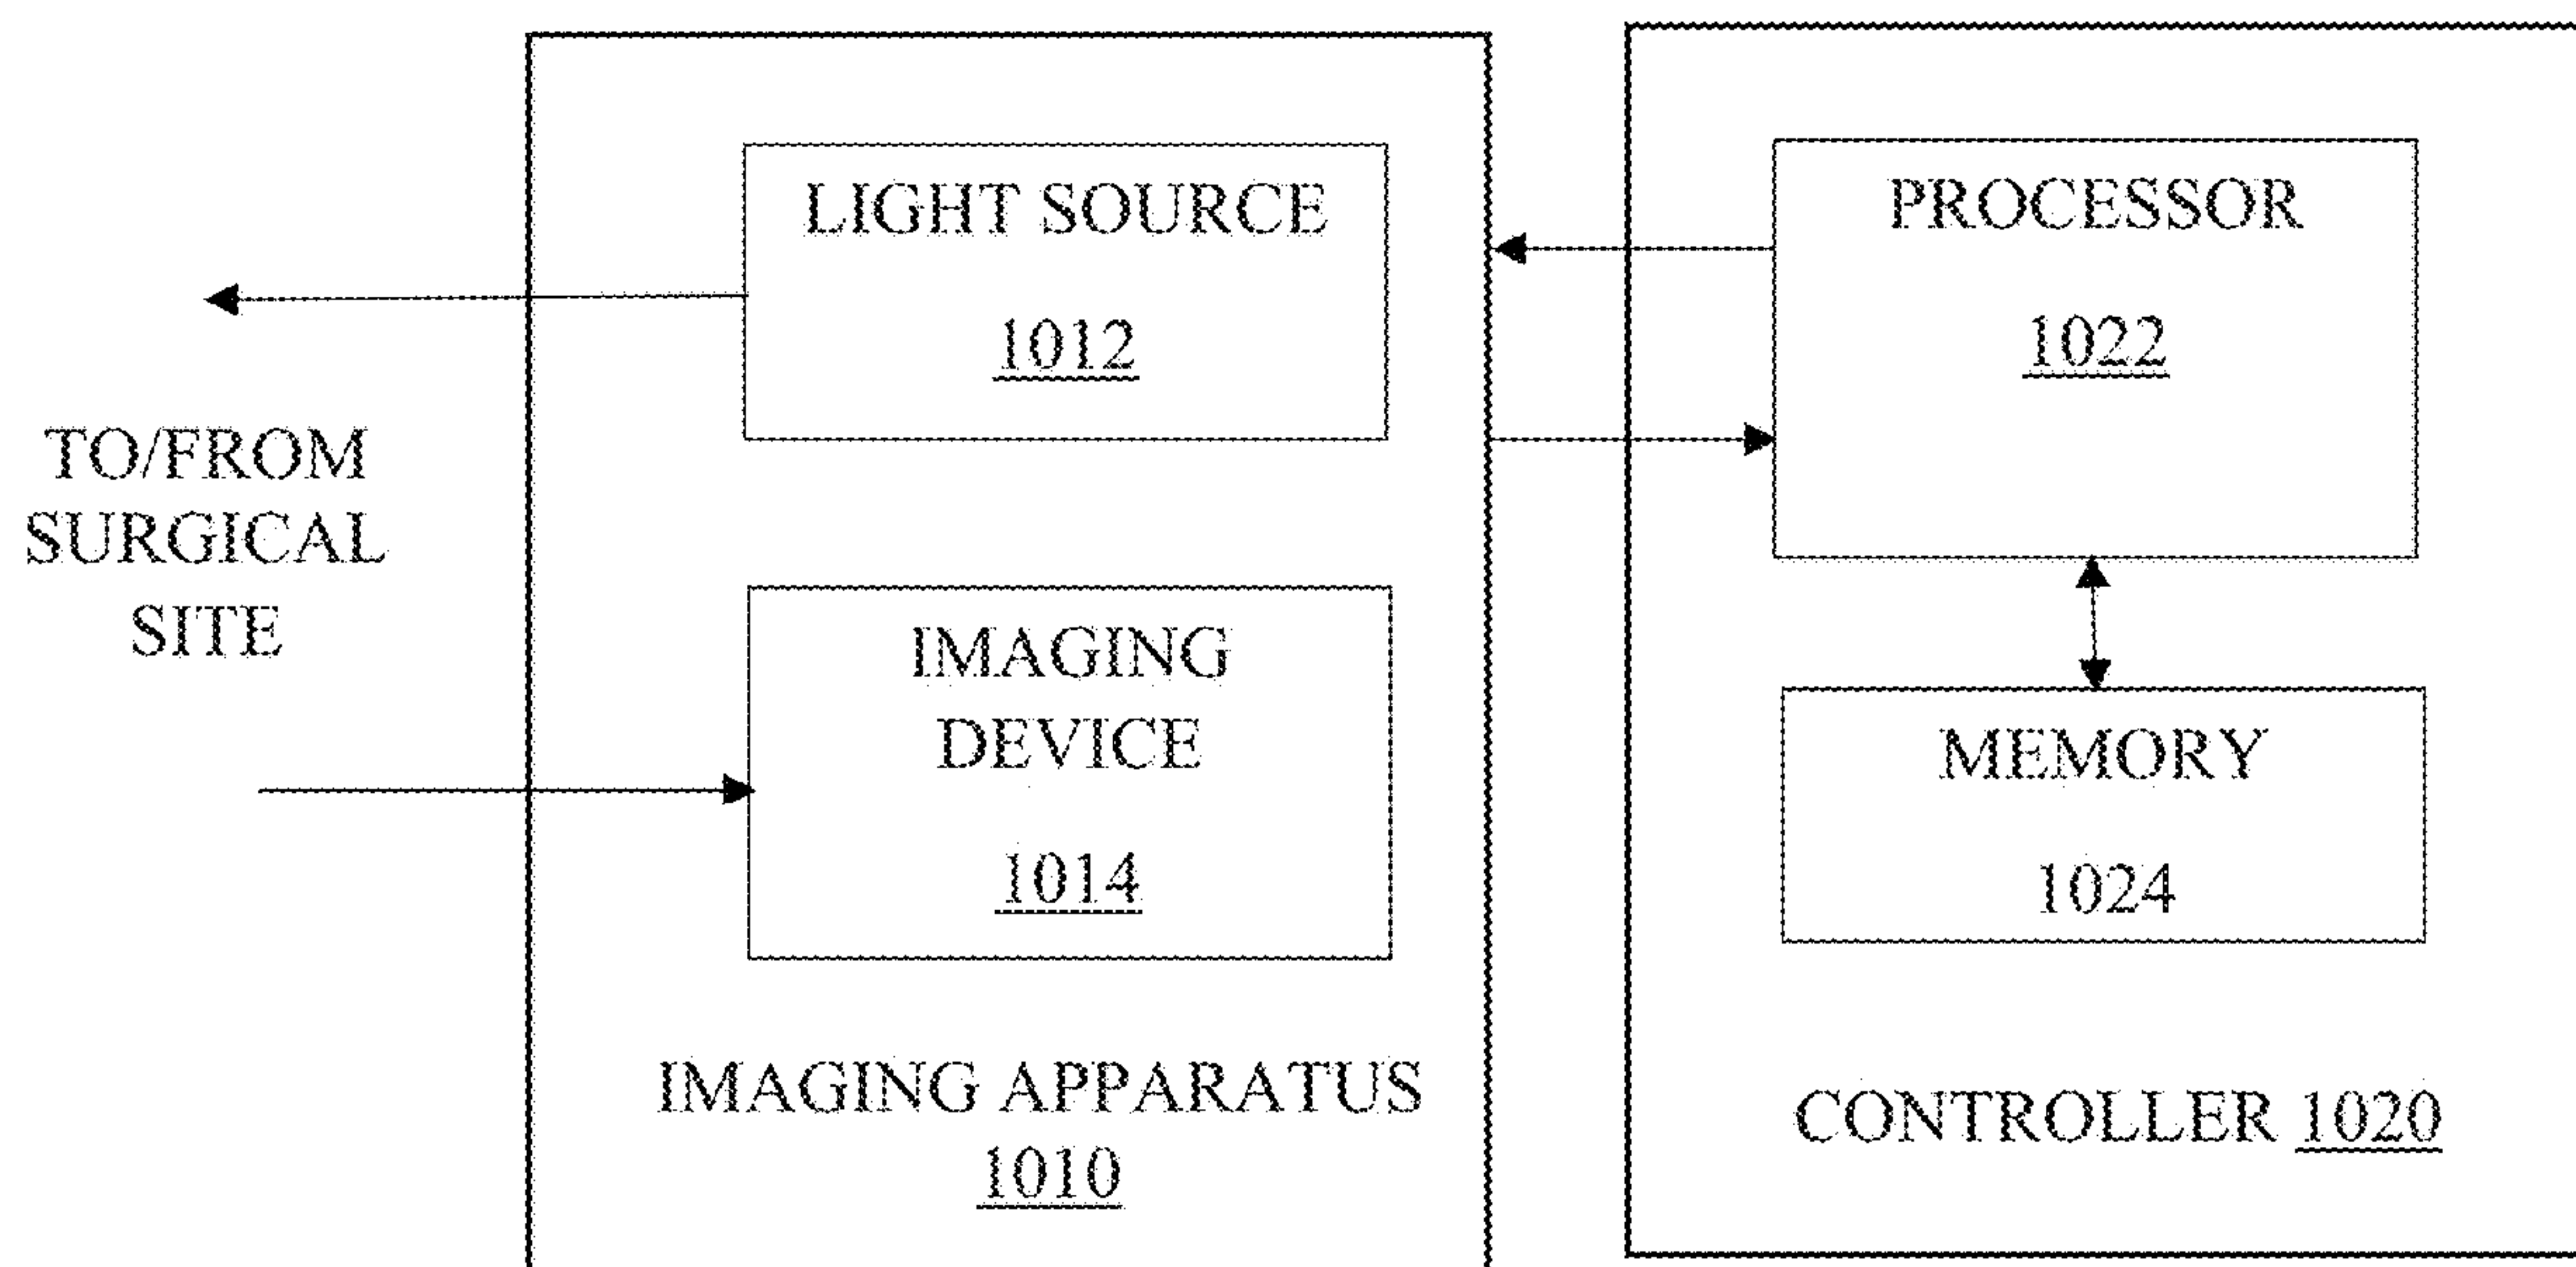 TO/FROM
SURGICAL
SITE
LIGHT SOURCE
1012
IMAGING
DEVICE
1014
IMAGING APPARATUS
1010
PROCESSOR
1022
MEMORY
1024
CONTROLLER 1020